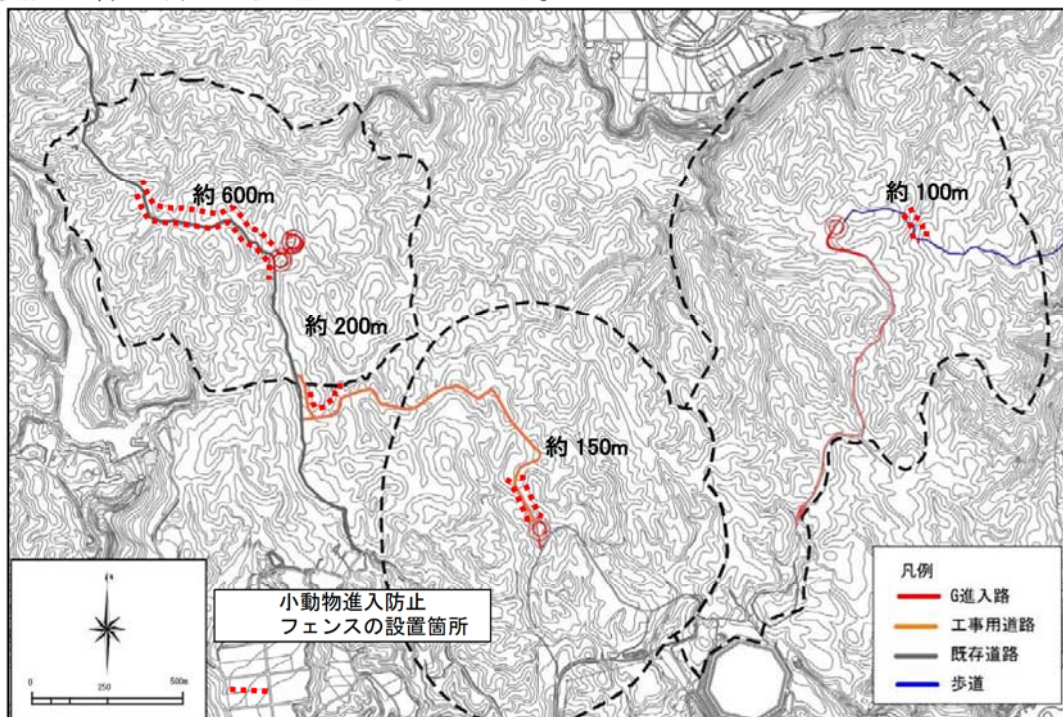 約 600m
約 100m
約 200m
約 150m
小動物進入防止
フェンスの設置箇所
N
0 250 500m
凡例
G進入路
工事用道路
既存道路
歩道